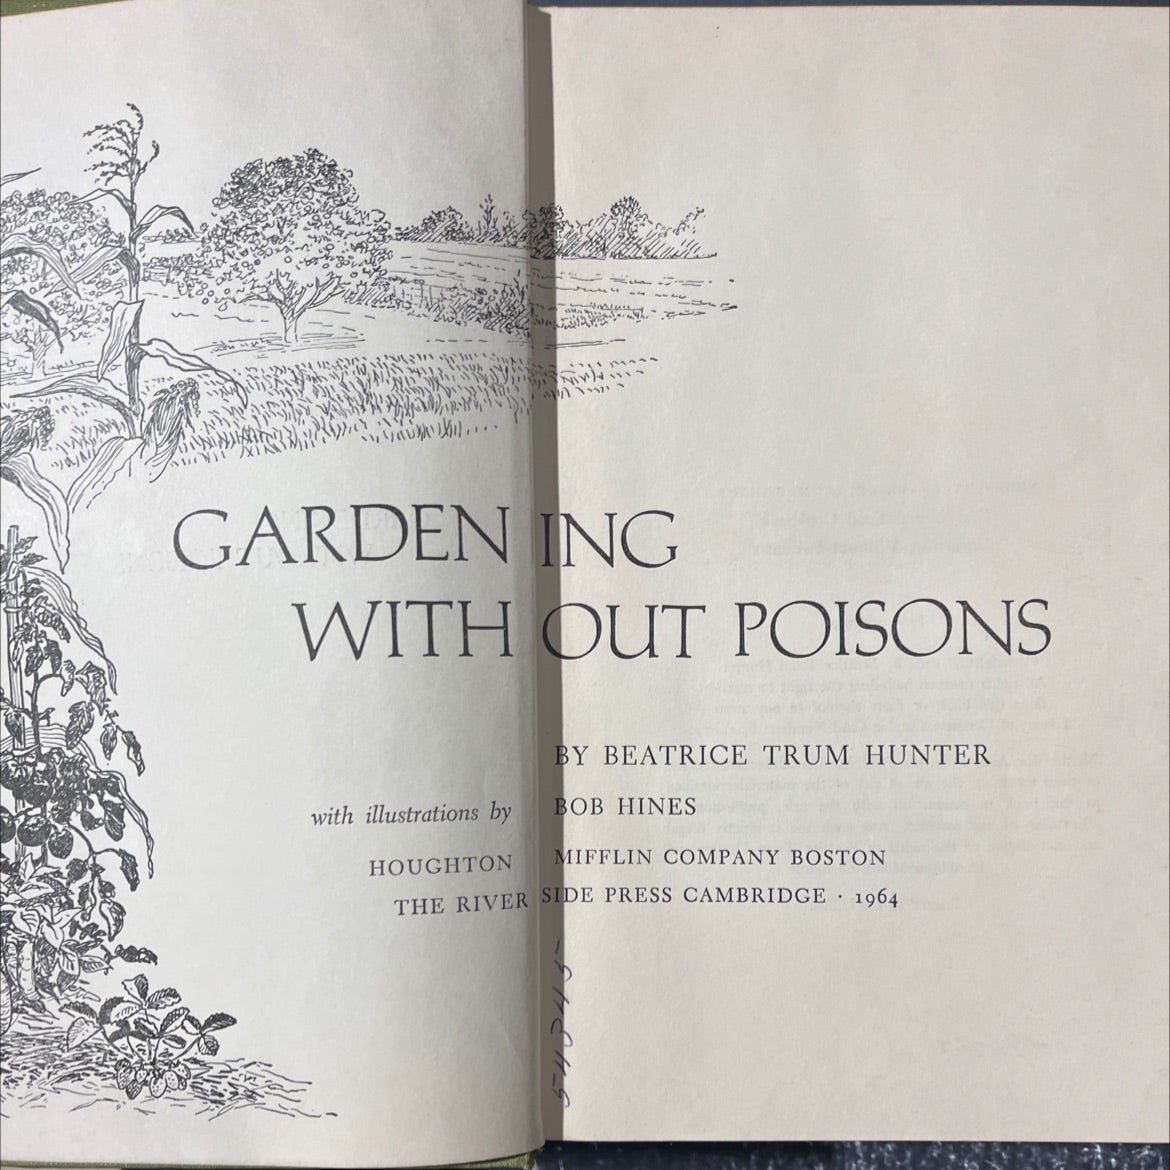 GARDENING
WITHOUT POISONS
BY BEATRICE TRUM HUNTER
with illustrations by BOB HINES
HOUGHTON MIFFLIN COMPANY BOSTON
THE RIVERSIDE PRESS CAMBRIDGE · 1964
54345